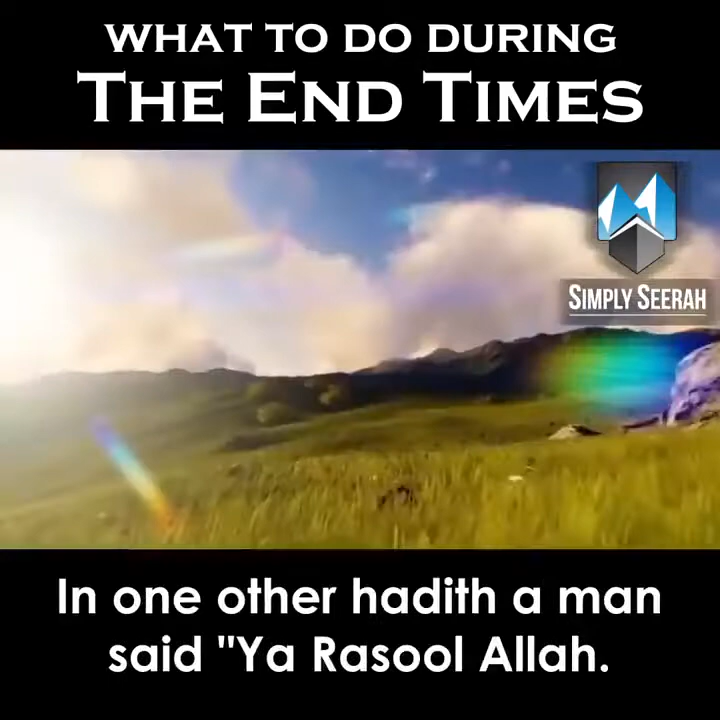 WHAT TO DO DURING
THE END TIMES
SIMPLY SEERAH
In one other hadith a man
said "Ya Rasool Allah.